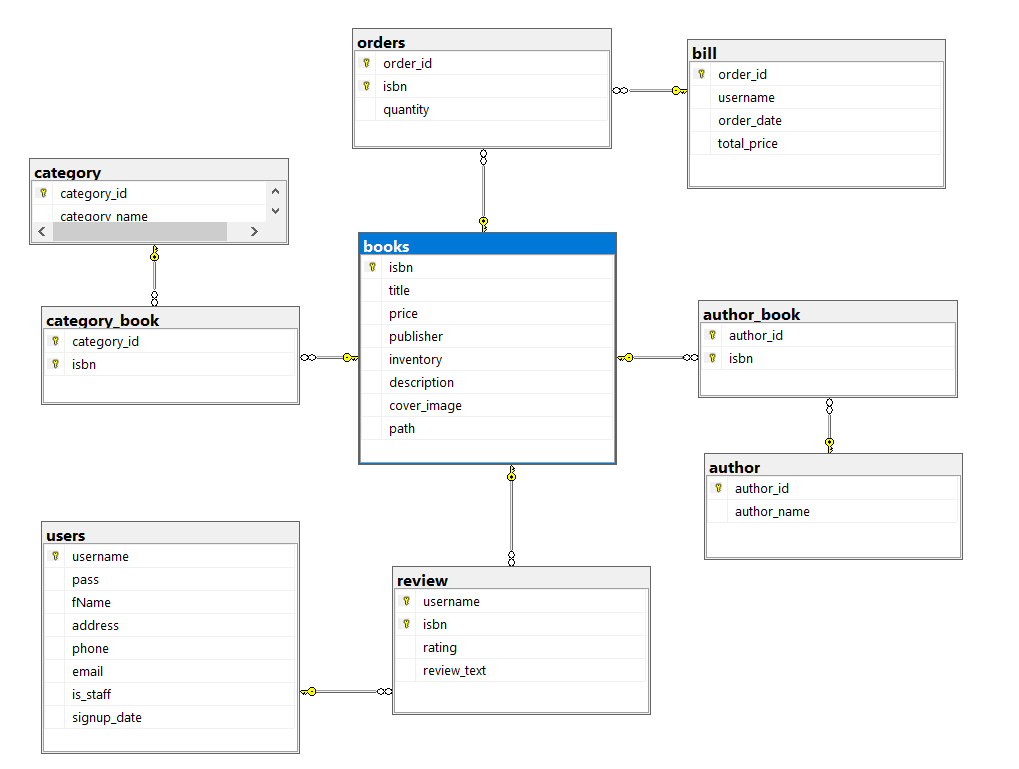 orders
order_id
isbn
quantity
bill
order_id
username
order_date
total_price
category
category_id
category_name
books
isbn
title
price
publisher
inventory
description
cover_image
path
category_book
category_id
isbn
author_book
author_id
isbn
author
author_id
author_name
users
username
pass
fName
address
phone
email
is_staff
signup_date
review
username
isbn
rating
review_text